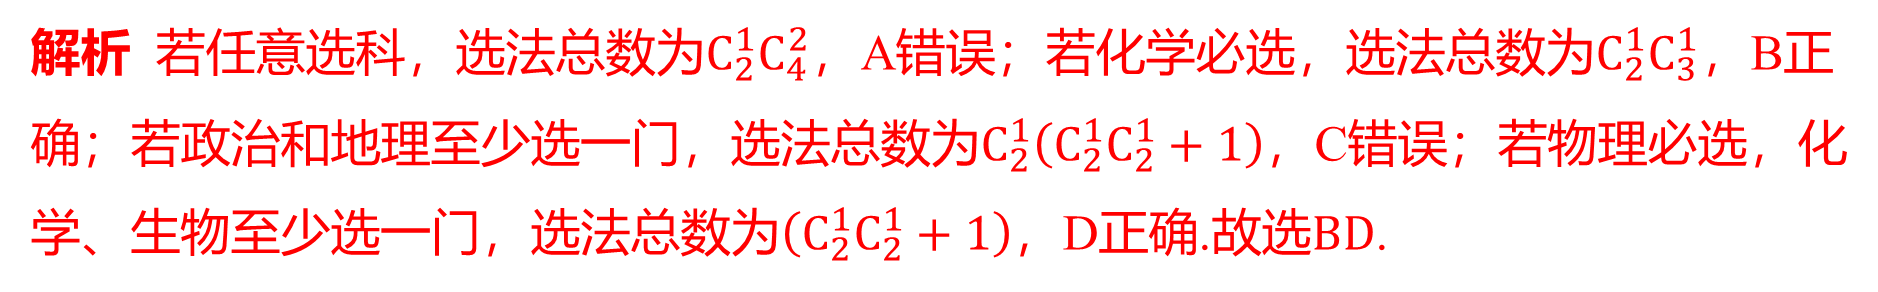 解析 若任意选科，选法总数为C₂¹C₄²，A错误；若化学必选，选法总数为C₂¹C₃¹，B正
确；若政治和地理至少选一门，选法总数为C₂¹(C₂¹C₂¹ + 1)，C错误；若物理必选，化
学、生物至少选一门，选法总数为(C₂¹C₂¹ + 1)，D正确.故选BD.